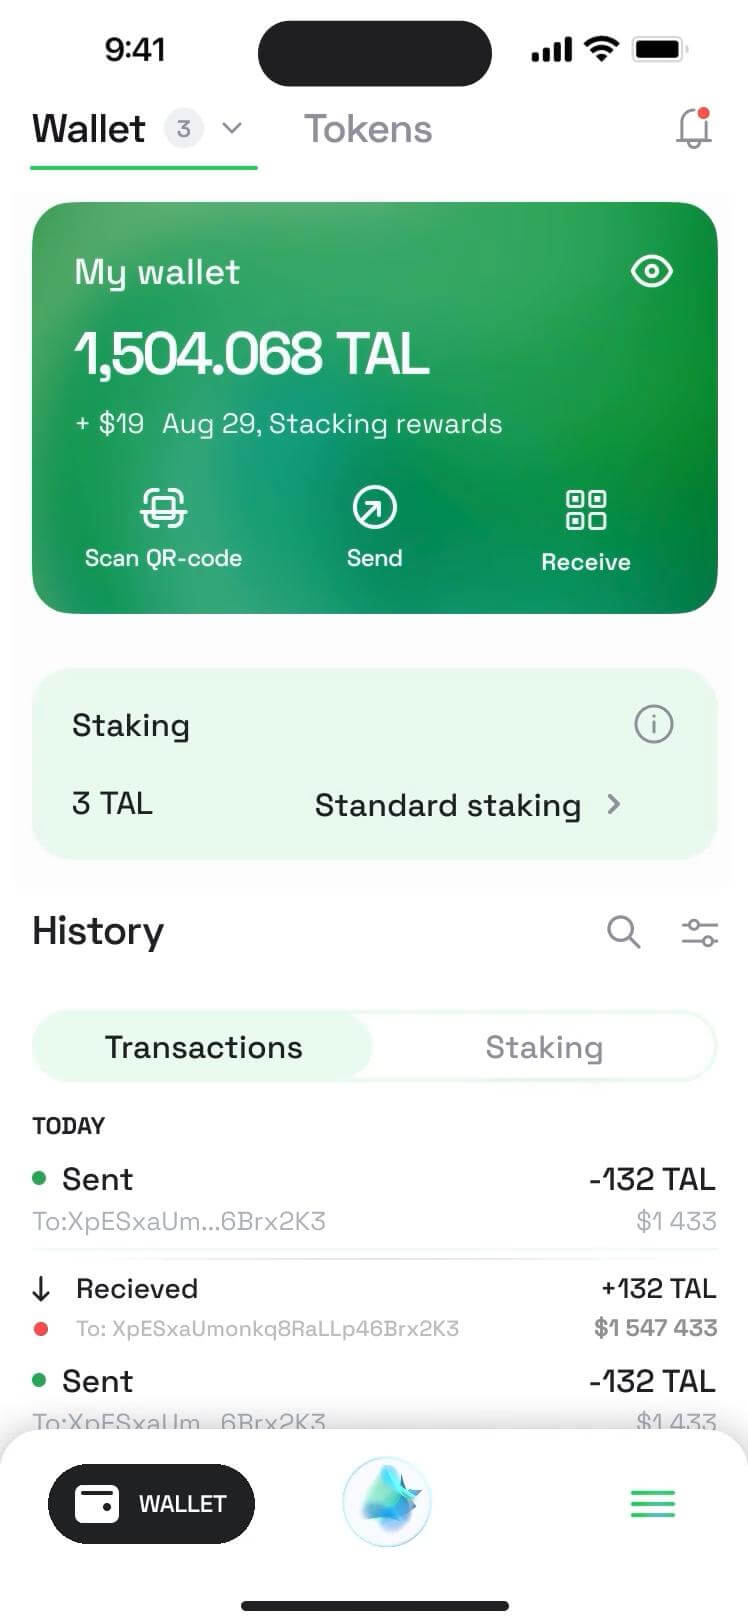 9:41
Wallet 3 Tokens
My wallet
1,504.068 TAL
+ $19 Aug 29, Stacking rewards
Scan QR-code Send Receive
Staking
3 TAL Standard staking
History
Transactions Staking
TODAY
Sent -132 TAL
To:XpESxaUm...6Brx2K3 $1 433
Recieved +132 TAL
To: XpESxaUmonkq8RaLLp46Brx2K3 $1 547 433
Sent -132 TAL
To:XpESxaUm...6Brx2K3 $1 433
WALLET